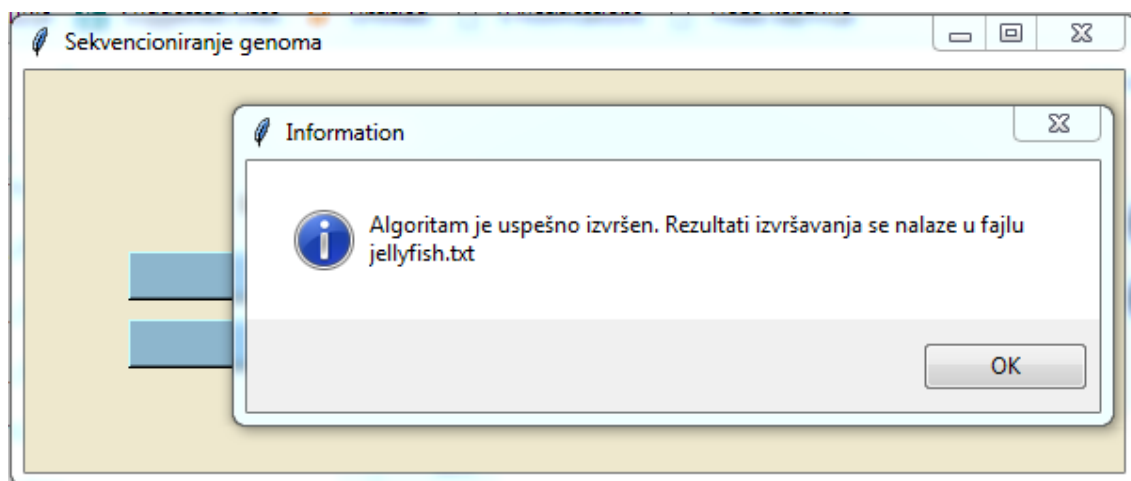 Sekvencioniranje genoma
Information
Algoritam je uspešno izvršen. Rezultati izvršavanja se nalaze u fajlu
jellyfish.txt
OK